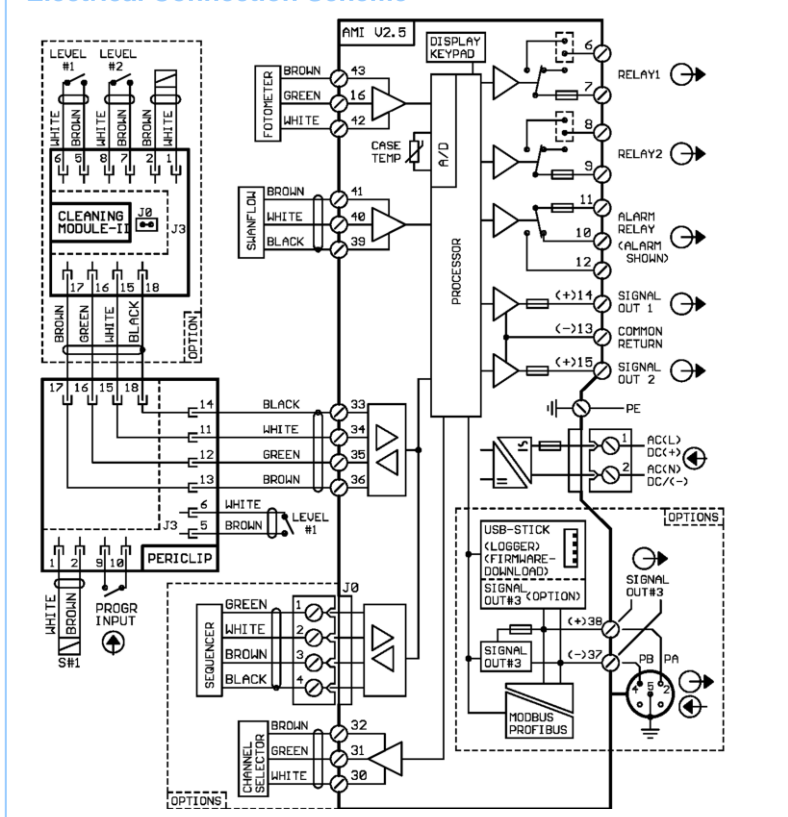 Electrical Connection Scheme
AMI V2.5
DISPLAY
KEYPAD
LEVEL
#1
LEVEL
#2
WHITE
BROWN
WHITE
BROWN
BROWN
WHITE
6
5
8
7
2
1
CLEANING
MODULE-II
J0
J3
17
16
15
18
BROWN
GREEN
WHITE
BLACK
OPTION
FOTOMETER
BROWN
43
GREEN
16
WHITE
42
CASE
TEMP
A/D
PROCESSOR
SWANFLOW
BROWN
41
WHITE
40
BLACK
39
6
7
RELAY1
8
9
RELAY2
11
10
12
ALARM
RELAY
(ALARM
SHOWN)
(+)14
SIGNAL
OUT 1
(-)13
COMMON
RETURN
(+)15
SIGNAL
OUT 2
PE
1
AC(L)
DC(+)
2
AC(N)
DC/(-)
17
16
15
18
14
BLACK
33
11
WHITE
34
12
GREEN
35
13
BROWN
36
6
WHITE
5
BROWN
LEVEL
#1
J3
PERICLIP
1
2
9
10
WHITE
BROWN
S#1
PROGR
INPUT
J0
SEQUENCER
GREEN
1
WHITE
2
BROWN
3
BLACK
4
CHANNEL
SELECTOR
BROWN
32
GREEN
31
WHITE
30
OPTIONS
OPTIONS
USB-STICK
(LOGGER)
(FIRMWARE-
DOWNLOAD)
SIGNAL
OUT#3
(OPTION)
SIGNAL
OUT#3
SIGNAL
OUT#3
(+)38
(-)37
PB
PA
4
5
2
MODBUS
PROFIBUS